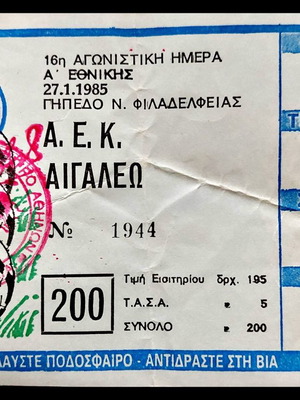 16η ΑΓΩΝΙΣΤΙΚΗ ΗΜΕΡΑ
Α΄ ΕΘΝΙΚΗΣ
27.1.1985
ΓΗΠΕΔΟ Ν. ΦΙΛΑΔΕΛΦΕΙΑΣ
Α. Ε. Κ.
ΑΙΓΑΛΕΩ
№ 1944
200
Τιμή Εισιτηρίου δρχ. 195
Τ.Α.Σ.Α. " 5
ΣΥΝΟΛΟ " 200
ΛΑΥΣΤΕ ΠΟΔΟΣΦΑΙΡΟ - ΑΝΤΙΔΡΑΣΤΕ ΣΤΗ ΒΙΑ